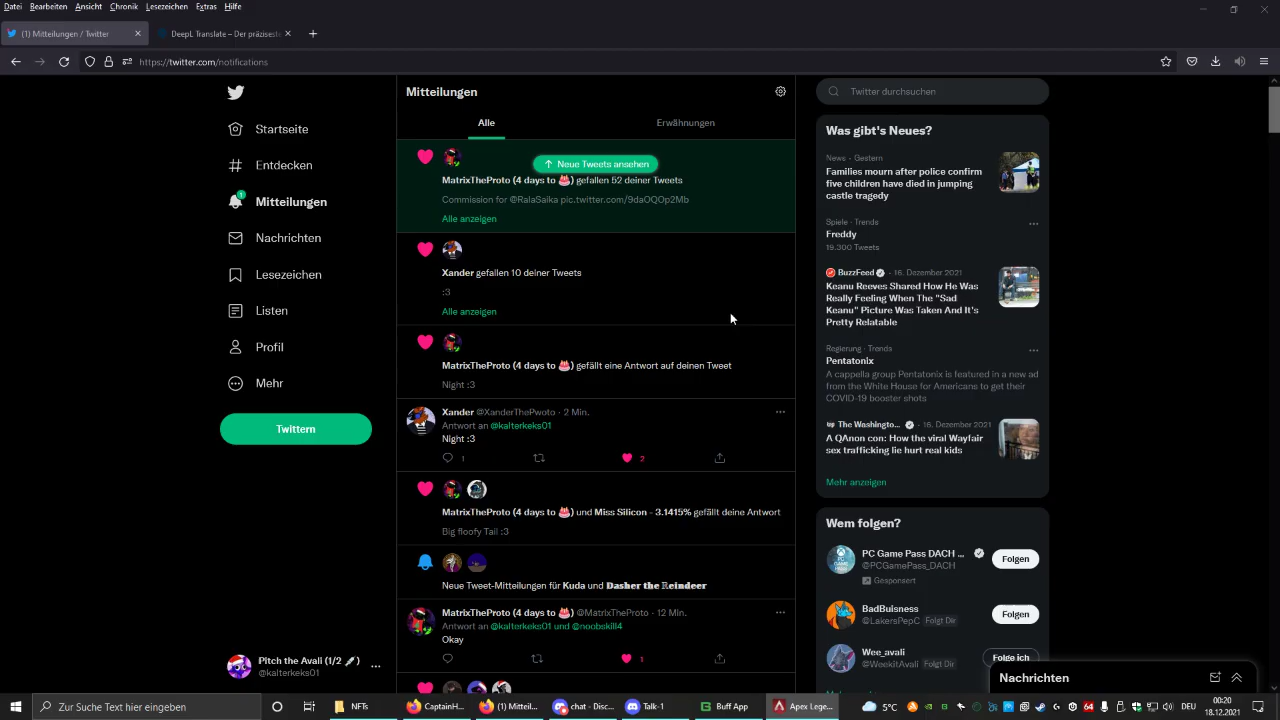 Datei Bearbeiten Ansicht Chronik Lesezeichen Extras Hilfe
(1) Mitteilungen / Twitter
DeepL Translate – Der präziseste
https://twitter.com/notifications
Startseite
Entdecken
1
Mitteilungen
Nachrichten
Lesezeichen
Listen
Profil
Mehr
Twittern
Pitch the Avali (1/2 💉)
@kalterkeks01
Mitteilungen
Alle
Erwähnungen
Neue Tweets ansehen
MatrixTheProto (4 days to 🎂) gefallen 52 deiner Tweets
Commission for @RalaSaika pic.twitter.com/9daOQOp2Mb
Alle anzeigen
Xander gefallen 10 deiner Tweets
:3
Alle anzeigen
MatrixTheProto (4 days to 🎂) gefällt eine Antwort auf deinen Tweet
Night :3
Xander @XanderThePwoto · 2 Min.
Antwort an @kalterkeks01
Night :3
1 2
MatrixTheProto (4 days to 🎂) und Miss Silicon - 3.1415% gefällt deine Antwort
Big floofy Tail :3
Neue Tweet-Mitteilungen für Kuda und 𝕯asher the ℝeindeer
MatrixTheProto (4 days to 🎂) @MatrixTheProto · 12 Min.
Antwort an @kalterkeks01 und @noobskill4
Okay
1
Twitter durchsuchen
Was gibt's Neues?
News · Gestern
Families mourn after police confirm
five children have died in jumping
castle tragedy
Spiele · Trends
Freddy
19.300 Tweets
BuzzFeed · 16. Dezember 2021
Keanu Reeves Shared How He Was
Really Feeling When The "Sad
Keanu" Picture Was Taken And It's
Pretty Relatable
Regierung · Trends
Pentatonix
A cappella group Pentatonix is featured in a new ad
from the White House for Americans to get their
COVID-19 booster shots
The Washington... · 16. Dezember 2021
A QAnon con: How the viral Wayfair
sex trafficking lie hurt real kids
Mehr anzeigen
Wem folgen?
PC Game Pass DACH ...
@PCGamePass_DACH
Gesponsert
Folgen
BadBuisness
@LakersPepC Folgt Dir
Folgen
Wee_avali
@WeekitAvali Folgt Dir
Folge ich
Nachrichten
Zur Suche Text hier eingeben
NFTs
CaptainH...
(1) Mitteil...
chat - Disc...
Talk-1
Buff App
Apex Lege...
5°C
64
DEU
00:20
18.12.2021